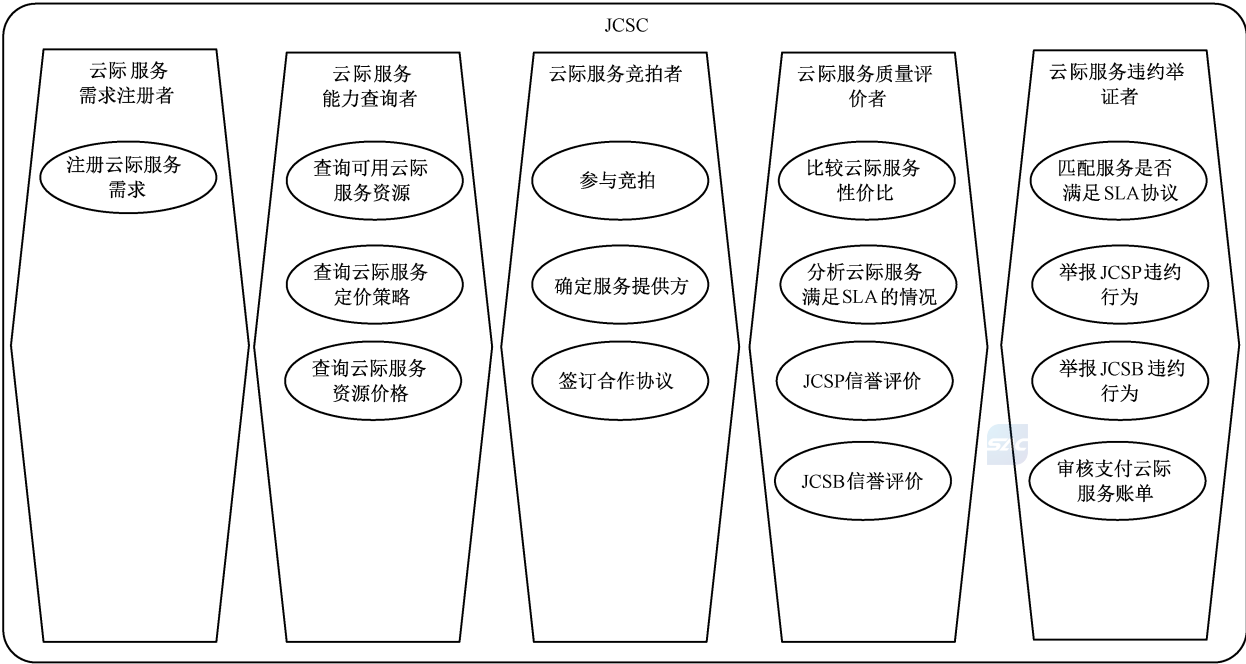 JCSC
云际服务
需求注册者
注册云际服务
需求
云际服务
能力查询者
查询可用云际
服务资源
查询云际服务
定价策略
查询云际服务
资源价格
云际服务竞拍者
参与竞拍
确定服务提供方
签订合作协议
云际服务质量评
价者
比较云际服务
性价比
分析云际服务
满足SLA的情况
JCSP信誉评价
JCSB信誉评价
云际服务违约举
证者
匹配服务是否
满足SLA协议
举报JCSP违约
行为
举报JCSB违约
行为
审核支付云际
服务账单
SZC